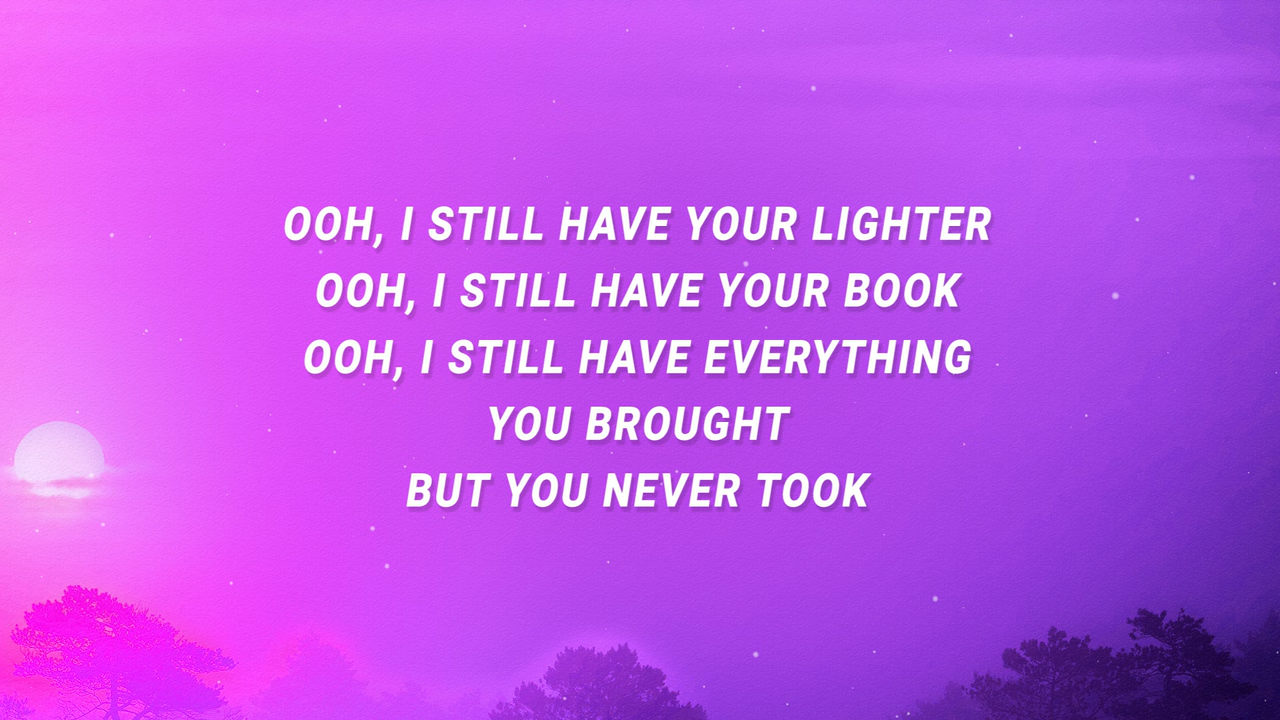 OOH, I STILL HAVE YOUR LIGHTER
OOH, I STILL HAVE YOUR BOOK
OOH, I STILL HAVE EVERYTHING
YOU BROUGHT
BUT YOU NEVER TOOK